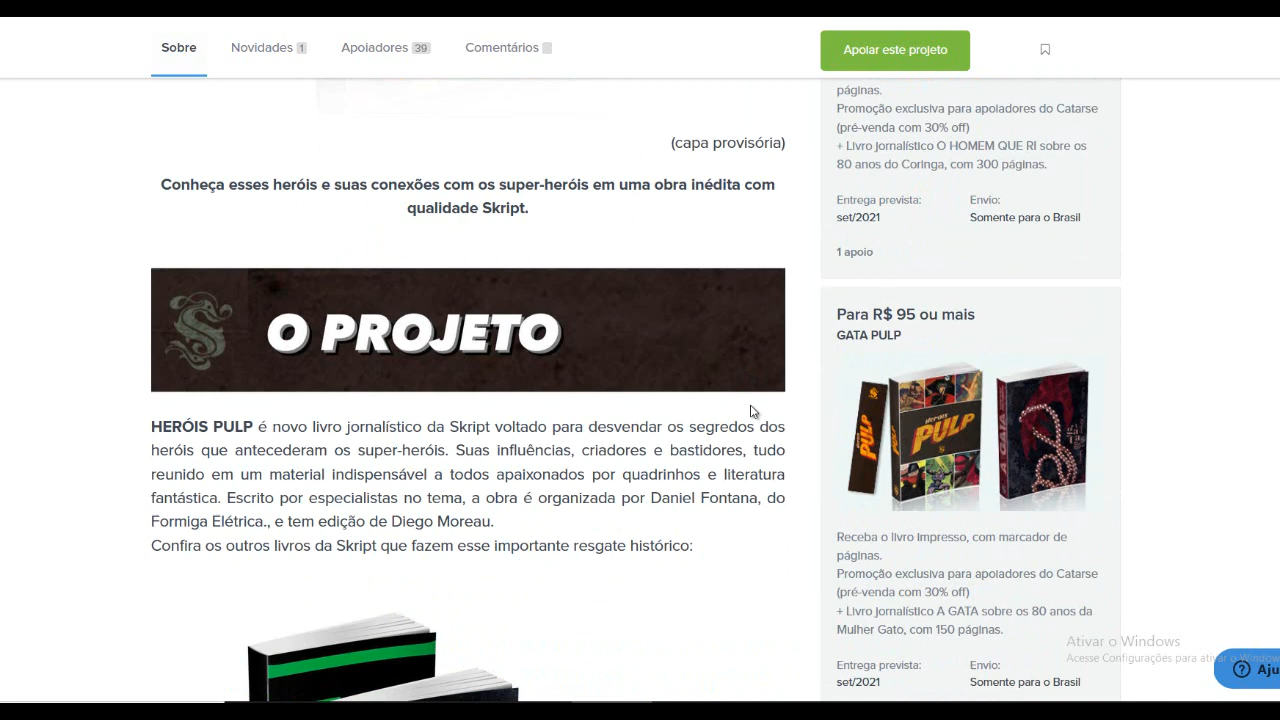 Sobre
Novidades 1
Apoiadores 39
Comentários
Apoiar este projeto
(capa provisória)
Conheça esses heróis e suas conexões com os super-heróis em uma obra inédita com
qualidade Skript.
O PROJETO
HERÓIS PULP é novo livro jornalístico da Skript voltado para desvendar os segredos dos
heróis que antecederam os super-heróis. Suas influências, criadores e bastidores, tudo
reunido em um material indispensável a todos apaixonados por quadrinhos e literatura
fantástica. Escrito por especialistas no tema, a obra é organizada por Daniel Fontana, do
Formiga Elétrica., e tem edição de Diego Moreau.
Confira os outros livros da Skript que fazem esse importante resgate histórico:
páginas.
Promoção exclusiva para apoiadores do Catarse
(pré-venda com 30% off)
+ Livro jornalístico O HOMEM QUE RI sobre os
80 anos do Coringa, com 300 páginas.
Entrega prevista:
set/2021
Envio:
Somente para o Brasil
1 apoio
Para R$ 95 ou mais
GATA PULP
PULP
HERÓIS
PULP
Receba o livro Impresso, com marcador de
páginas.
Promoção exclusiva para apoiadores do Catarse
(pré-venda com 30% off)
+ Livro jornalístico A GATA sobre os 80 anos da
Mulher Gato, com 150 páginas.
Entrega prevista:
set/2021
Envio:
Somente para o Brasil
Ativar o Windows
Acesse Configurações para ativar o Windows
Aju